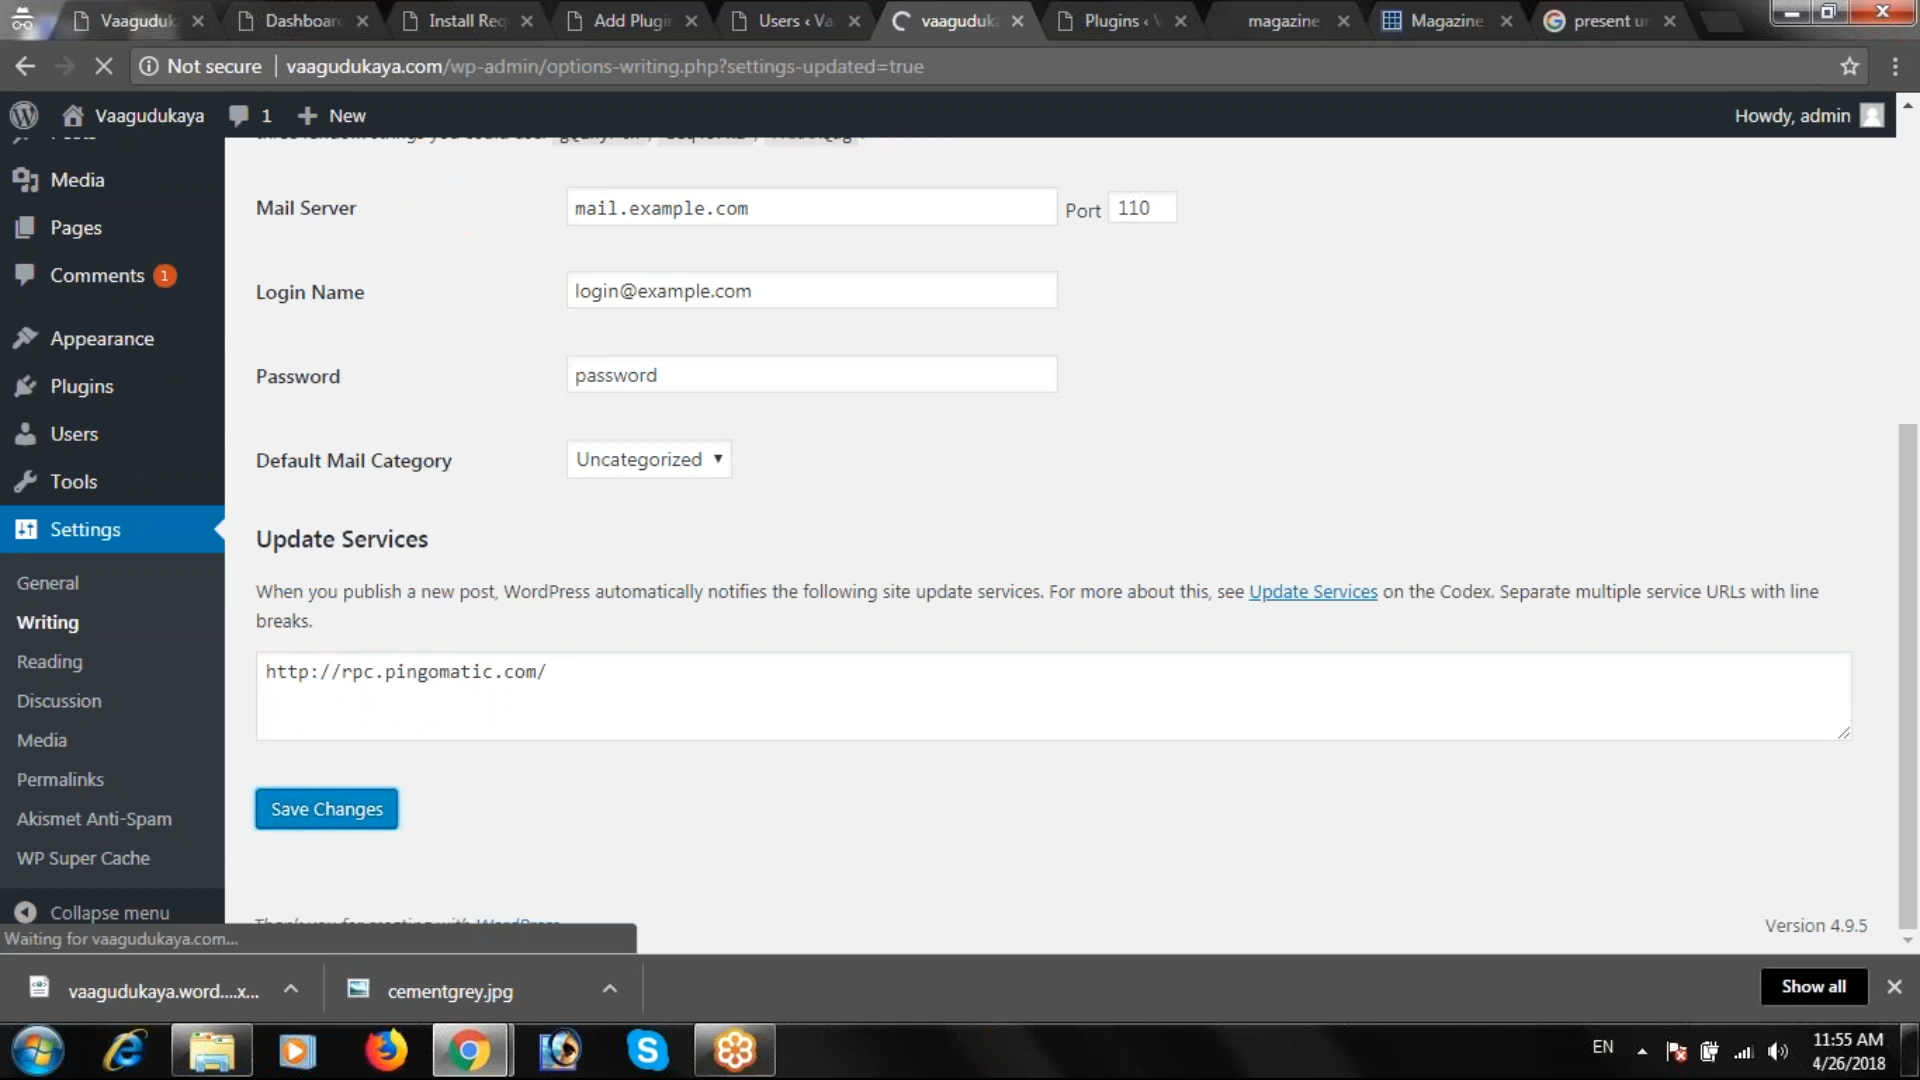 Vaaguduk
Dashboar
Install Req
Add Plugin
Users ‹ Va
vaaguduka
Plugins ‹ V
magazine
Magazine
present un
Not secure
vaagudukaya.com/wp-admin/options-writing.php?settings-updated=true
Vaagudukaya
1
New
Howdy, admin
Media
Pages
Comments 1
Appearance
Plugins
Users
Tools
Settings
General
Writing
Reading
Discussion
Media
Permalinks
Akismet Anti-Spam
WP Super Cache
Collapse menu
Mail Server
mail.example.com
Port
110
Login Name
login@example.com
Password
password
Default Mail Category
Uncategorized
Update Services
When you publish a new post, WordPress automatically notifies the following site update services. For more about this, see Update Services on the Codex. Separate multiple service URLs with line
breaks.
http://rpc.pingomatic.com/
Save Changes
Version 4.9.5
Waiting for vaagudukaya.com...
vaagudukaya.word....x...
cementgrey.jpg
Show all
EN
11:55 AM
4/26/2018